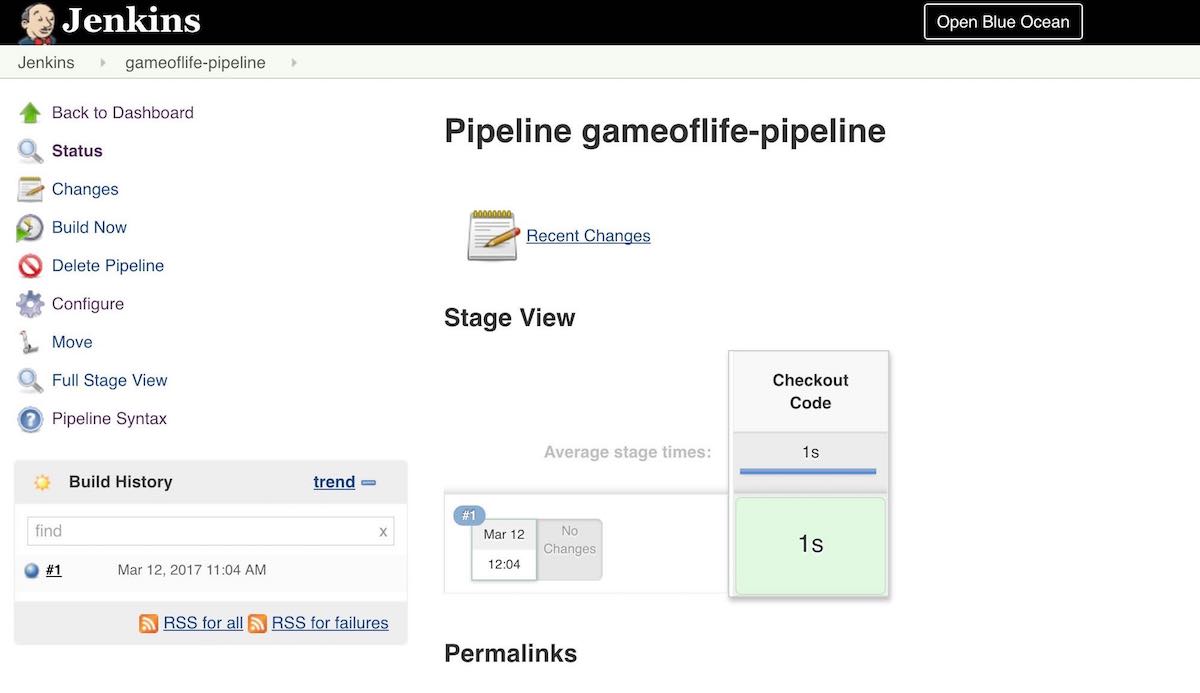 Jenkins
Open Blue Ocean
Jenkins
gameoflife-pipeline
Back to Dashboard
Status
Changes
Build Now
Delete Pipeline
Configure
Move
Full Stage View
Pipeline Syntax
Build History
trend
find
x
#1
Mar 12, 2017 11:04 AM
RSS for all
RSS for failures
Pipeline gameoflife-pipeline
Recent Changes
Stage View
Checkout
Code
Average stage times:
1s
#1
Mar 12
12:04
No
Changes
1s
Permalinks